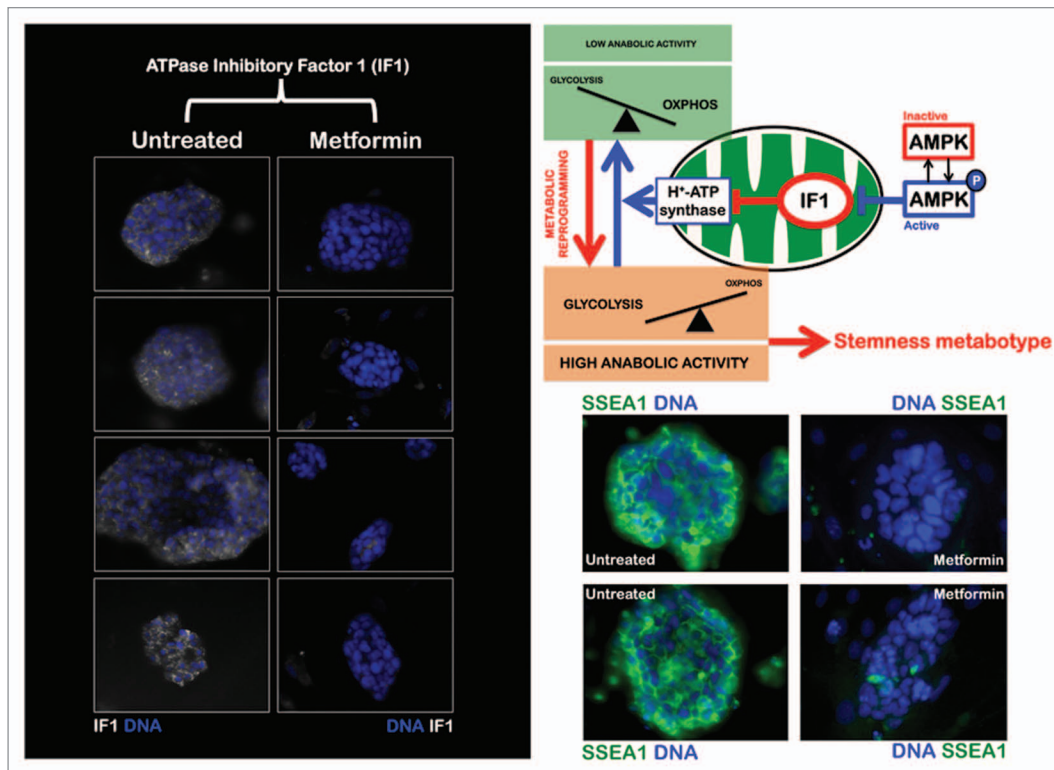 ATPase Inhibitory Factor 1 (IF1)
Untreated
Metformin
IF1 DNA
DNA IF1
LOW ANABOLIC ACTIVITY
GLYCOLYSIS
OXPHOS
METABOLIC
REPROGRAMMING
H+-ATP
synthase
IF1
Inactive
AMPK
P
AMPK
Active
OXPHOS
GLYCOLYSIS
HIGH ANABOLIC ACTIVITY
Stemness metabotype
SSEA1 DNA
DNA SSEA1
Untreated
Metformin
Untreated
Metformin
SSEA1 DNA
DNA SSEA1